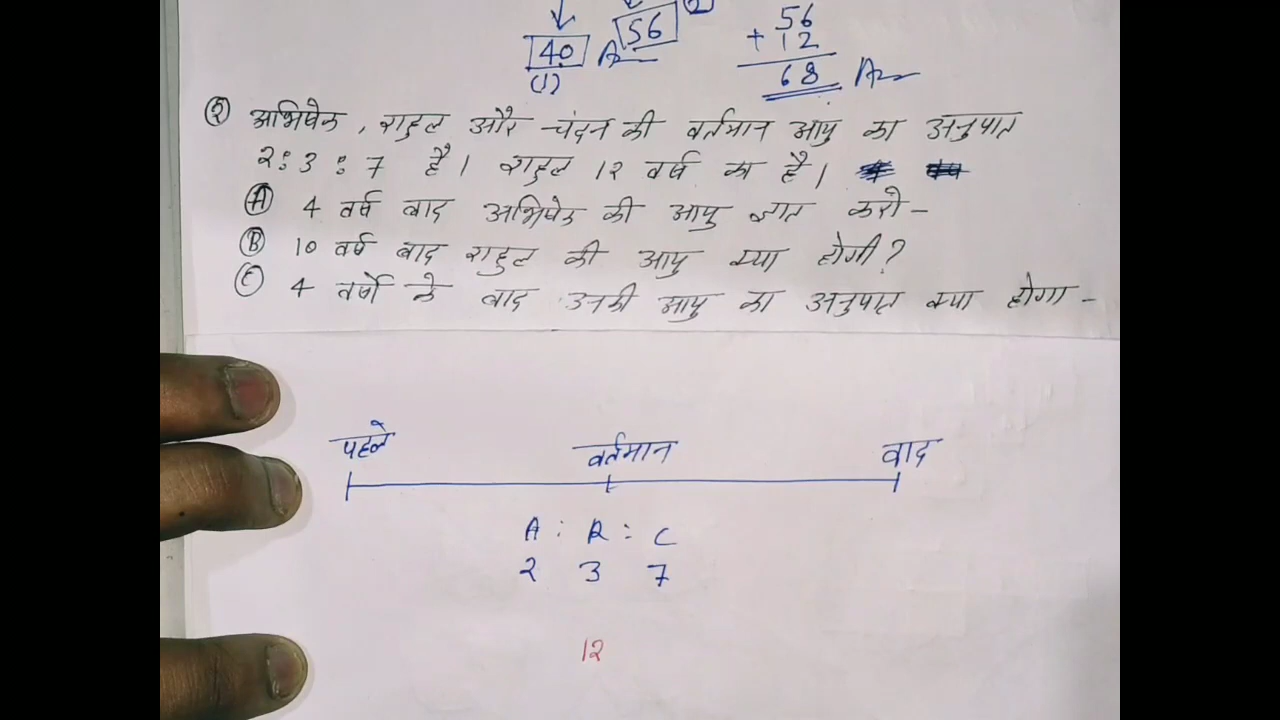 40
(1)
Ans
56
2
56
+ 12
68 Ans
② अभिषेक, राहुल और चंदन की वर्तमान आयु का अनुपात
2:3:7 है। राहुल 12 वर्ष का है।
Ⓐ 4 वर्ष बाद अभिषेक की आयु ज्ञात करो-
Ⓑ 10 वर्ष बाद राहुल की आयु क्या होगी?
Ⓒ 4 वर्षों के बाद उनकी आयु का अनुपात क्या होगा-
पहले वर्तमान बाद
A : R : C
2 3 7
12